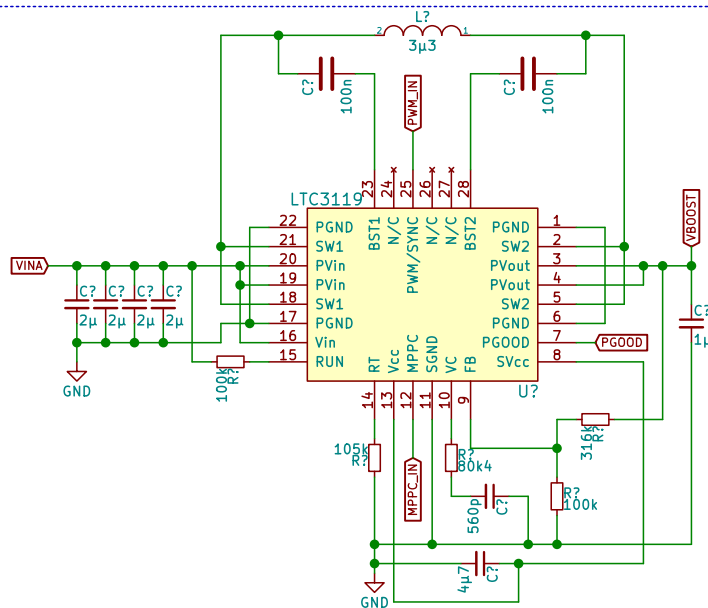 L?
2
1
3µ3
C?
100n
PWM_IN
C?
100n
LTC3119
23
24
25
26
27
28
BST1
N/C
PWM/SYNC
N/C
N/C
BST2
VBOOST
22 PGND
21 SW1
20 PVin
19 PVin
18 SW1
17 PGND
16 Vin
15 RUN
PGND 1
SW2 2
PVout 3
PVout 4
SW2 5
PGND 6
PGOOD 7
SVcc 8
VINA
C? C? C? C?
2µ 2µ 2µ 2µ
GND
100k
R?
PGOOD
C?
1µ
RT
Vcc
MPPC
SGND
VC
FB
U?
14
13
12
11
10
9
105k
R?
MPPC_IN
R?
80k4
316k
R?
560p
C?
R?
100k
4µ7
C?
GND